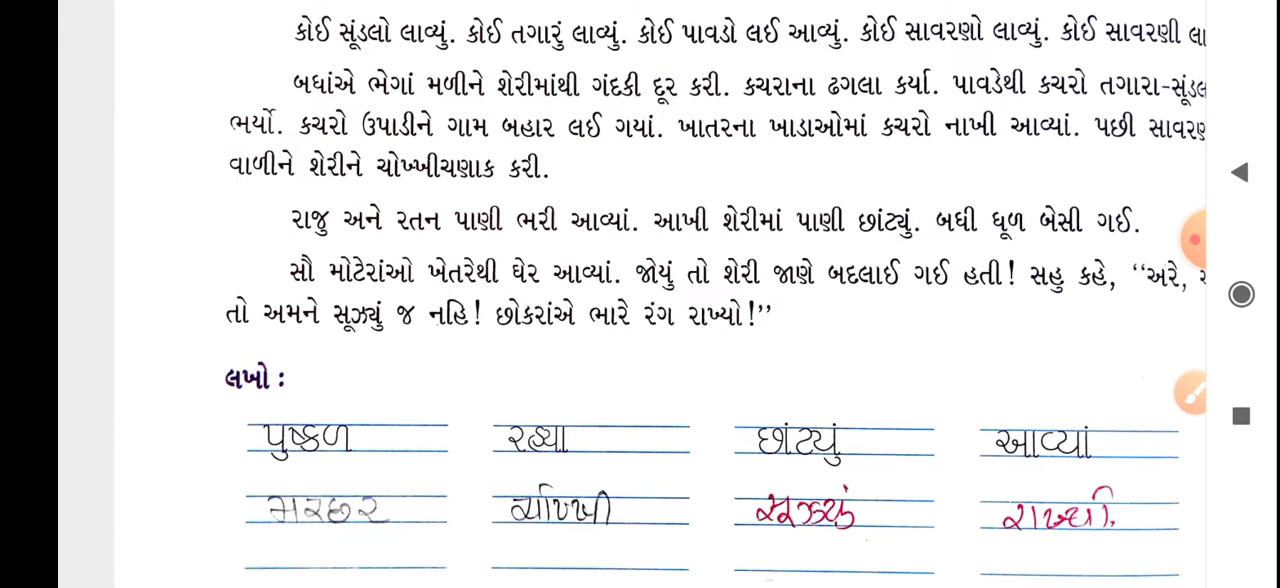 કોઈ સૂંડલો લાવ્યું. કોઈ તગારું લાવ્યું. કોઈ પાવડો લઈ આવ્યું. કોઈ સાવરણો લાવ્યું. કોઈ સાવરણી લા
બધાંએ ભેગાં મળીને શેરીમાંથી ગંદકી દૂર કરી. કચરાના ઢગલા કર્યા. પાવડેથી કચરો તગારા-સૂંડલ
ભર્યો. કચરો ઉપાડીને ગામ બહાર લઈ ગયાં. ખાતરના ખાડાઓમાં કચરો નાખી આવ્યાં. પછી સાવરણ
વાળીને શેરીને ચોખ્ખીચણાક કરી.
રાજુ અને રતન પાણી ભરી આવ્યાં. આખી શેરીમાં પાણી છાંટ્યું. બધી ધૂળ બેસી ગઈ.
સૌ મોટેરાંઓ ખેતરેથી ઘેર આવ્યાં. જોયું તો શેરી જાણે બદલાઈ ગઈ હતી! સહુ કહે, “અરે,
તો અમને સૂઝ્યું જ નહિ! છોકરાંએ ભારે રંગ રાખ્યો!”
લખો :
પુષ્કળ રહ્યા છાંટ્યું આવ્યાં
મરછર ર્ચોખ્ખી સૂઝ્યું